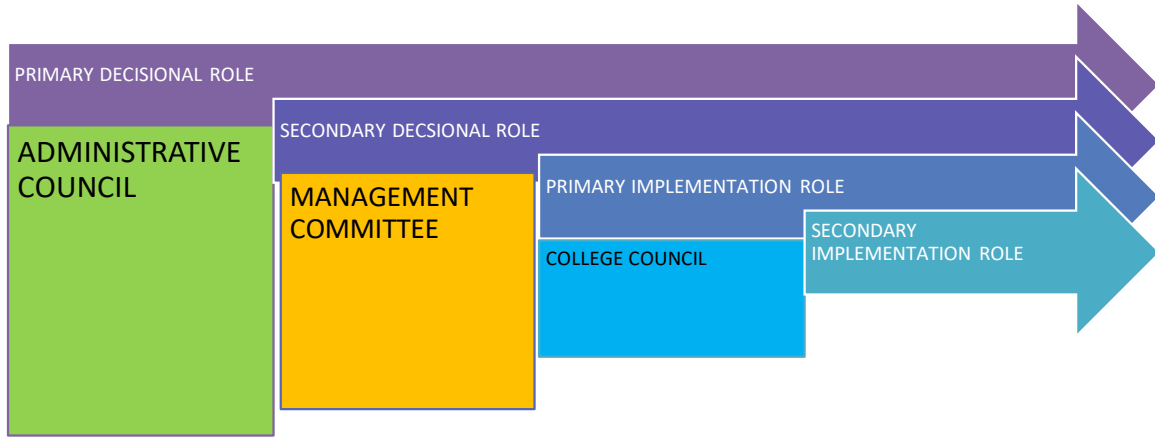 PRIMARY DECISIONAL ROLE
SECONDARY DECSIONAL ROLE
ADMINISTRATIVE
COUNCIL
MANAGEMENT
COMMITTEE
PRIMARY IMPLEMENTATION ROLE
COLLEGE COUNCIL
SECONDARY
IMPLEMENTATION ROLE